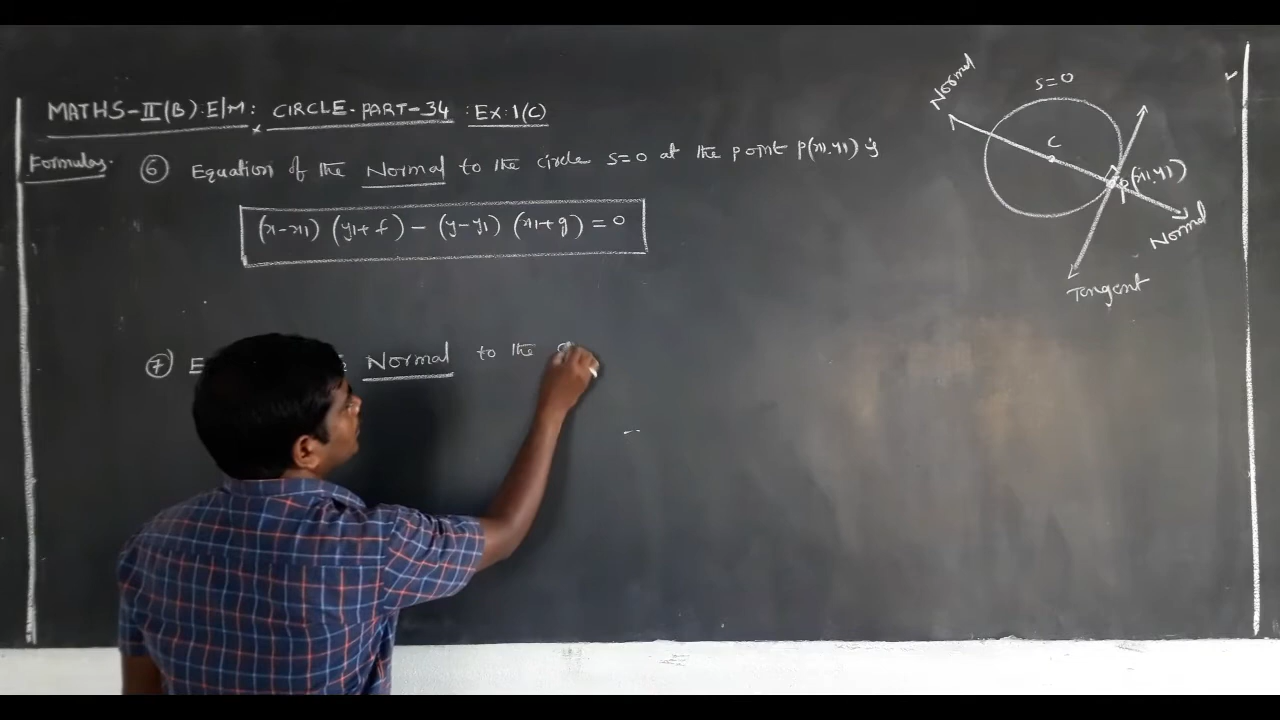 MATHS-II(B).E/M: CIRCLE-PART-34 :EX:1(C)
Formulas. ⑥ Equation of the Normal to the circle S=0 at the point P(x1,y1) is
(x-x1) (y1+f) - (y-y1) (x1+g) = 0
⑦ E Normal to the
S=0
Normal
C
P(x1,y1)
Normal
Tangent